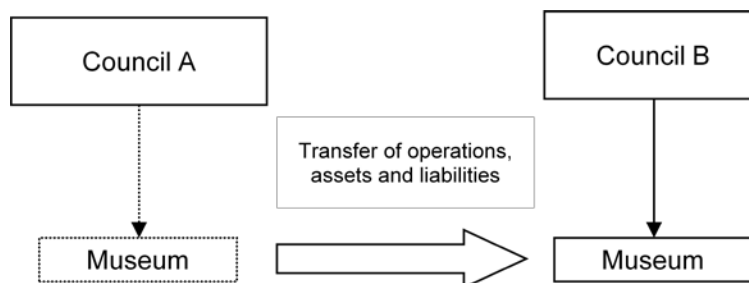 Council A
Council B
Transfer of operations,
assets and liabilities
Museum
Museum